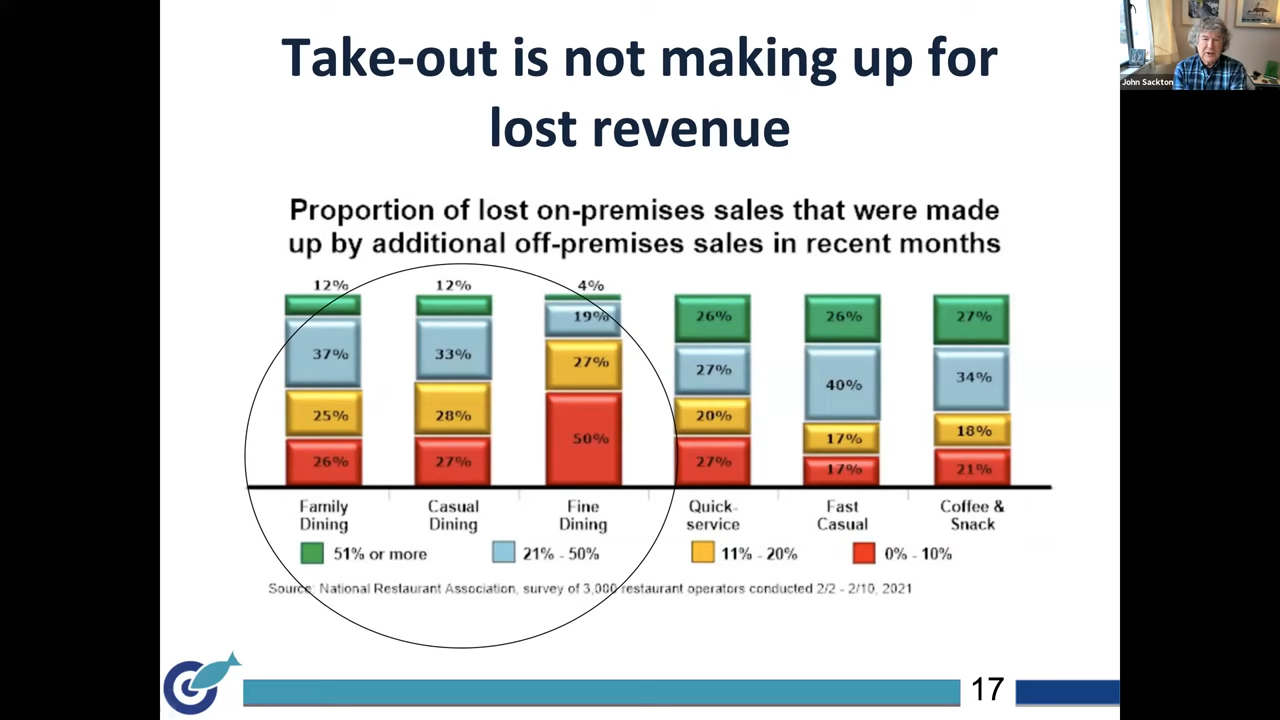 Take-out is not making up for
lost revenue
John Sackton
Proportion of lost on-premises sales that were made
up by additional off-premises sales in recent months
12% 12% 4%
19% 26% 26% 27%
37% 33% 27% 27% 40% 34%
25% 28% 50% 20% 17% 18%
26% 27% 27% 17% 21%
Family Casual Fine Quick- Fast Coffee &
Dining Dining Dining service Casual Snack
51% or more 21% - 50% 11% - 20% 0% - 10%
Source: National Restaurant Association, survey of 3,000 restaurant operators conducted 2/2 - 2/10, 2021
17